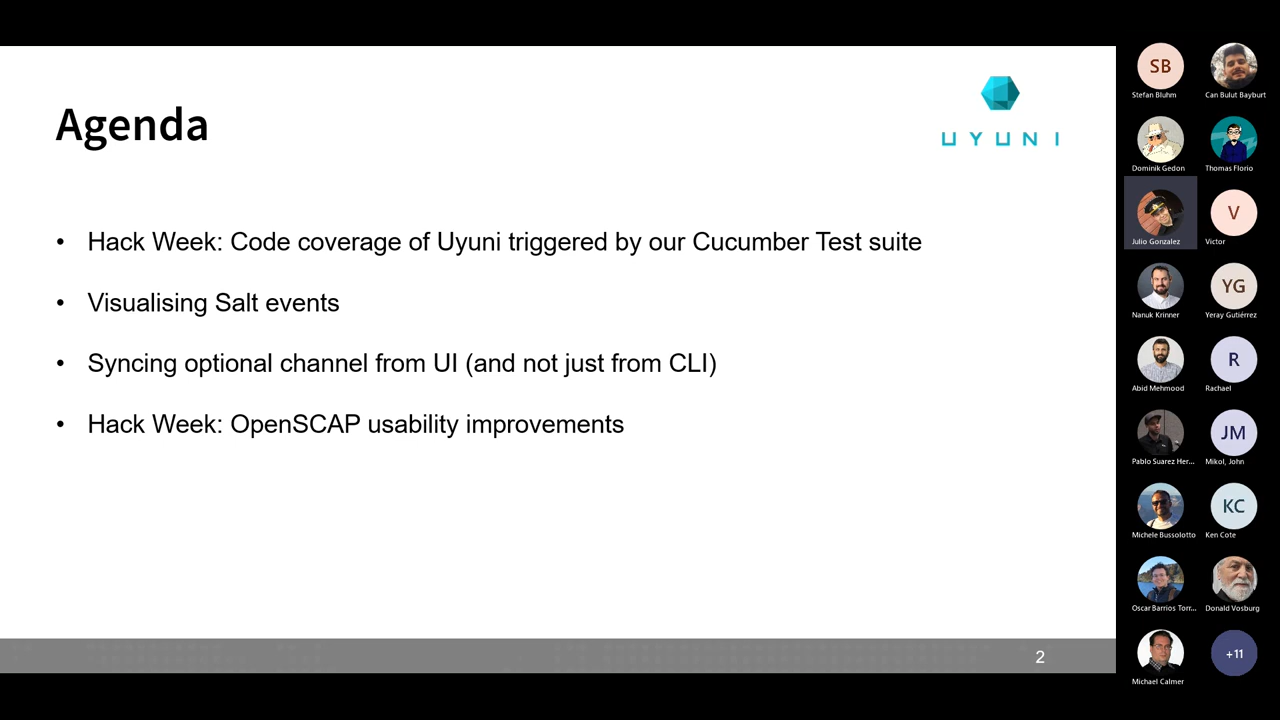 Agenda
UYUNI
• Hack Week: Code coverage of Uyuni triggered by our Cucumber Test suite
• Visualising Salt events
• Syncing optional channel from UI (and not just from CLI)
• Hack Week: OpenSCAP usability improvements
2
SB
Stefan Bluhm
Can Bulut Bayburt
Dominik Gedon
Thomas Florio
Julio Gonzalez
V
Victor
Nanuk Krinner
YG
Yeray Gutiérrez
Abid Mehmood
R
Rachael
Pablo Suarez Her...
JM
Mikol, John
Michele Bussolotto
KC
Ken Cote
Oscar Barrios Torr...
Donald Vosburg
Michael Calmer
+11